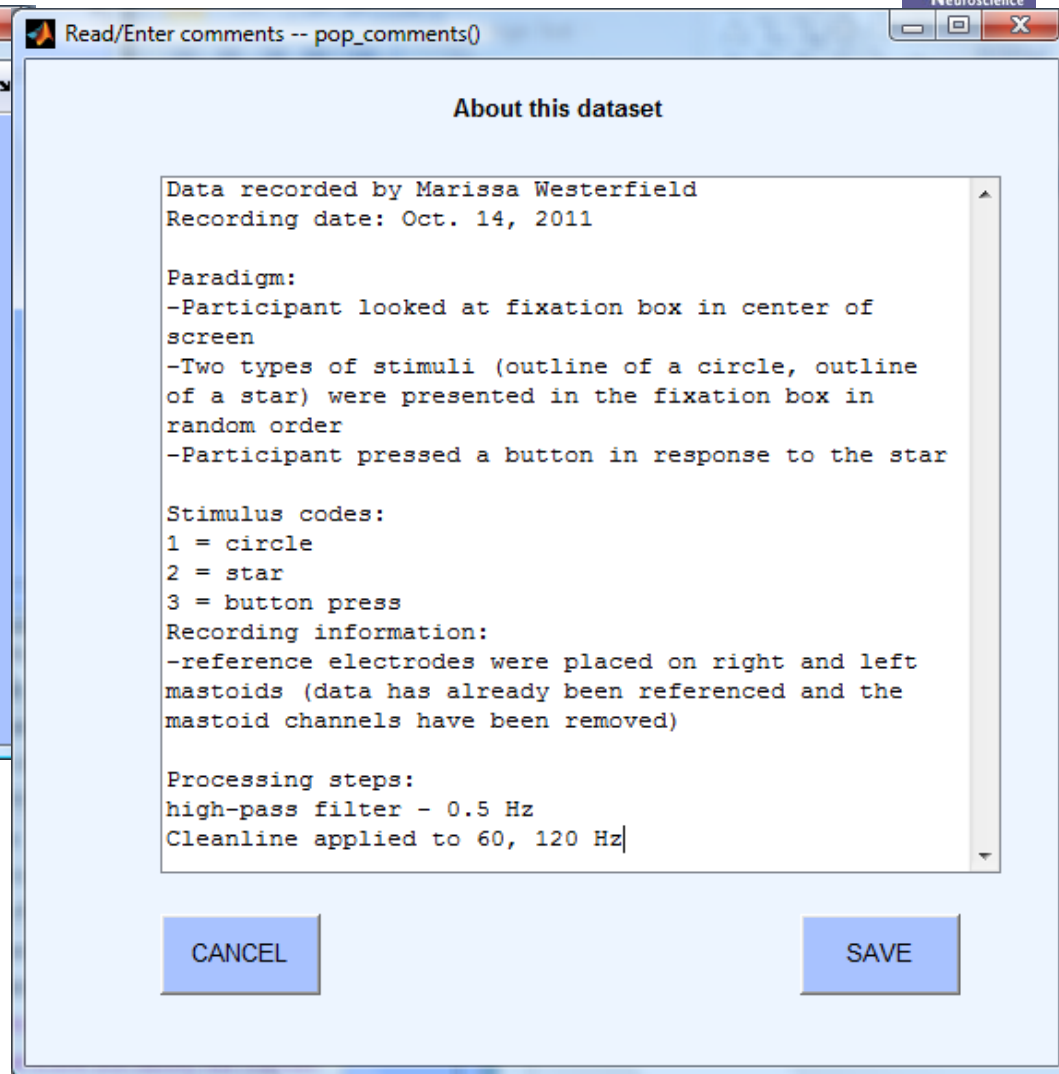 Neuroscience
Read/Enter comments -- pop_comments()
About this dataset
Data recorded by Marissa Westerfield
Recording date: Oct. 14, 2011
Paradigm:
-Participant looked at fixation box in center of
screen
-Two types of stimuli (outline of a circle, outline
of a star) were presented in the fixation box in
random order
-Participant pressed a button in response to the star
Stimulus codes:
1 = circle
2 = star
3 = button press
Recording information:
-reference electrodes were placed on right and left
mastoids (data has already been referenced and the
mastoid channels have been removed)
Processing steps:
high-pass filter - 0.5 Hz
Cleanline applied to 60, 120 Hz
CANCEL
SAVE